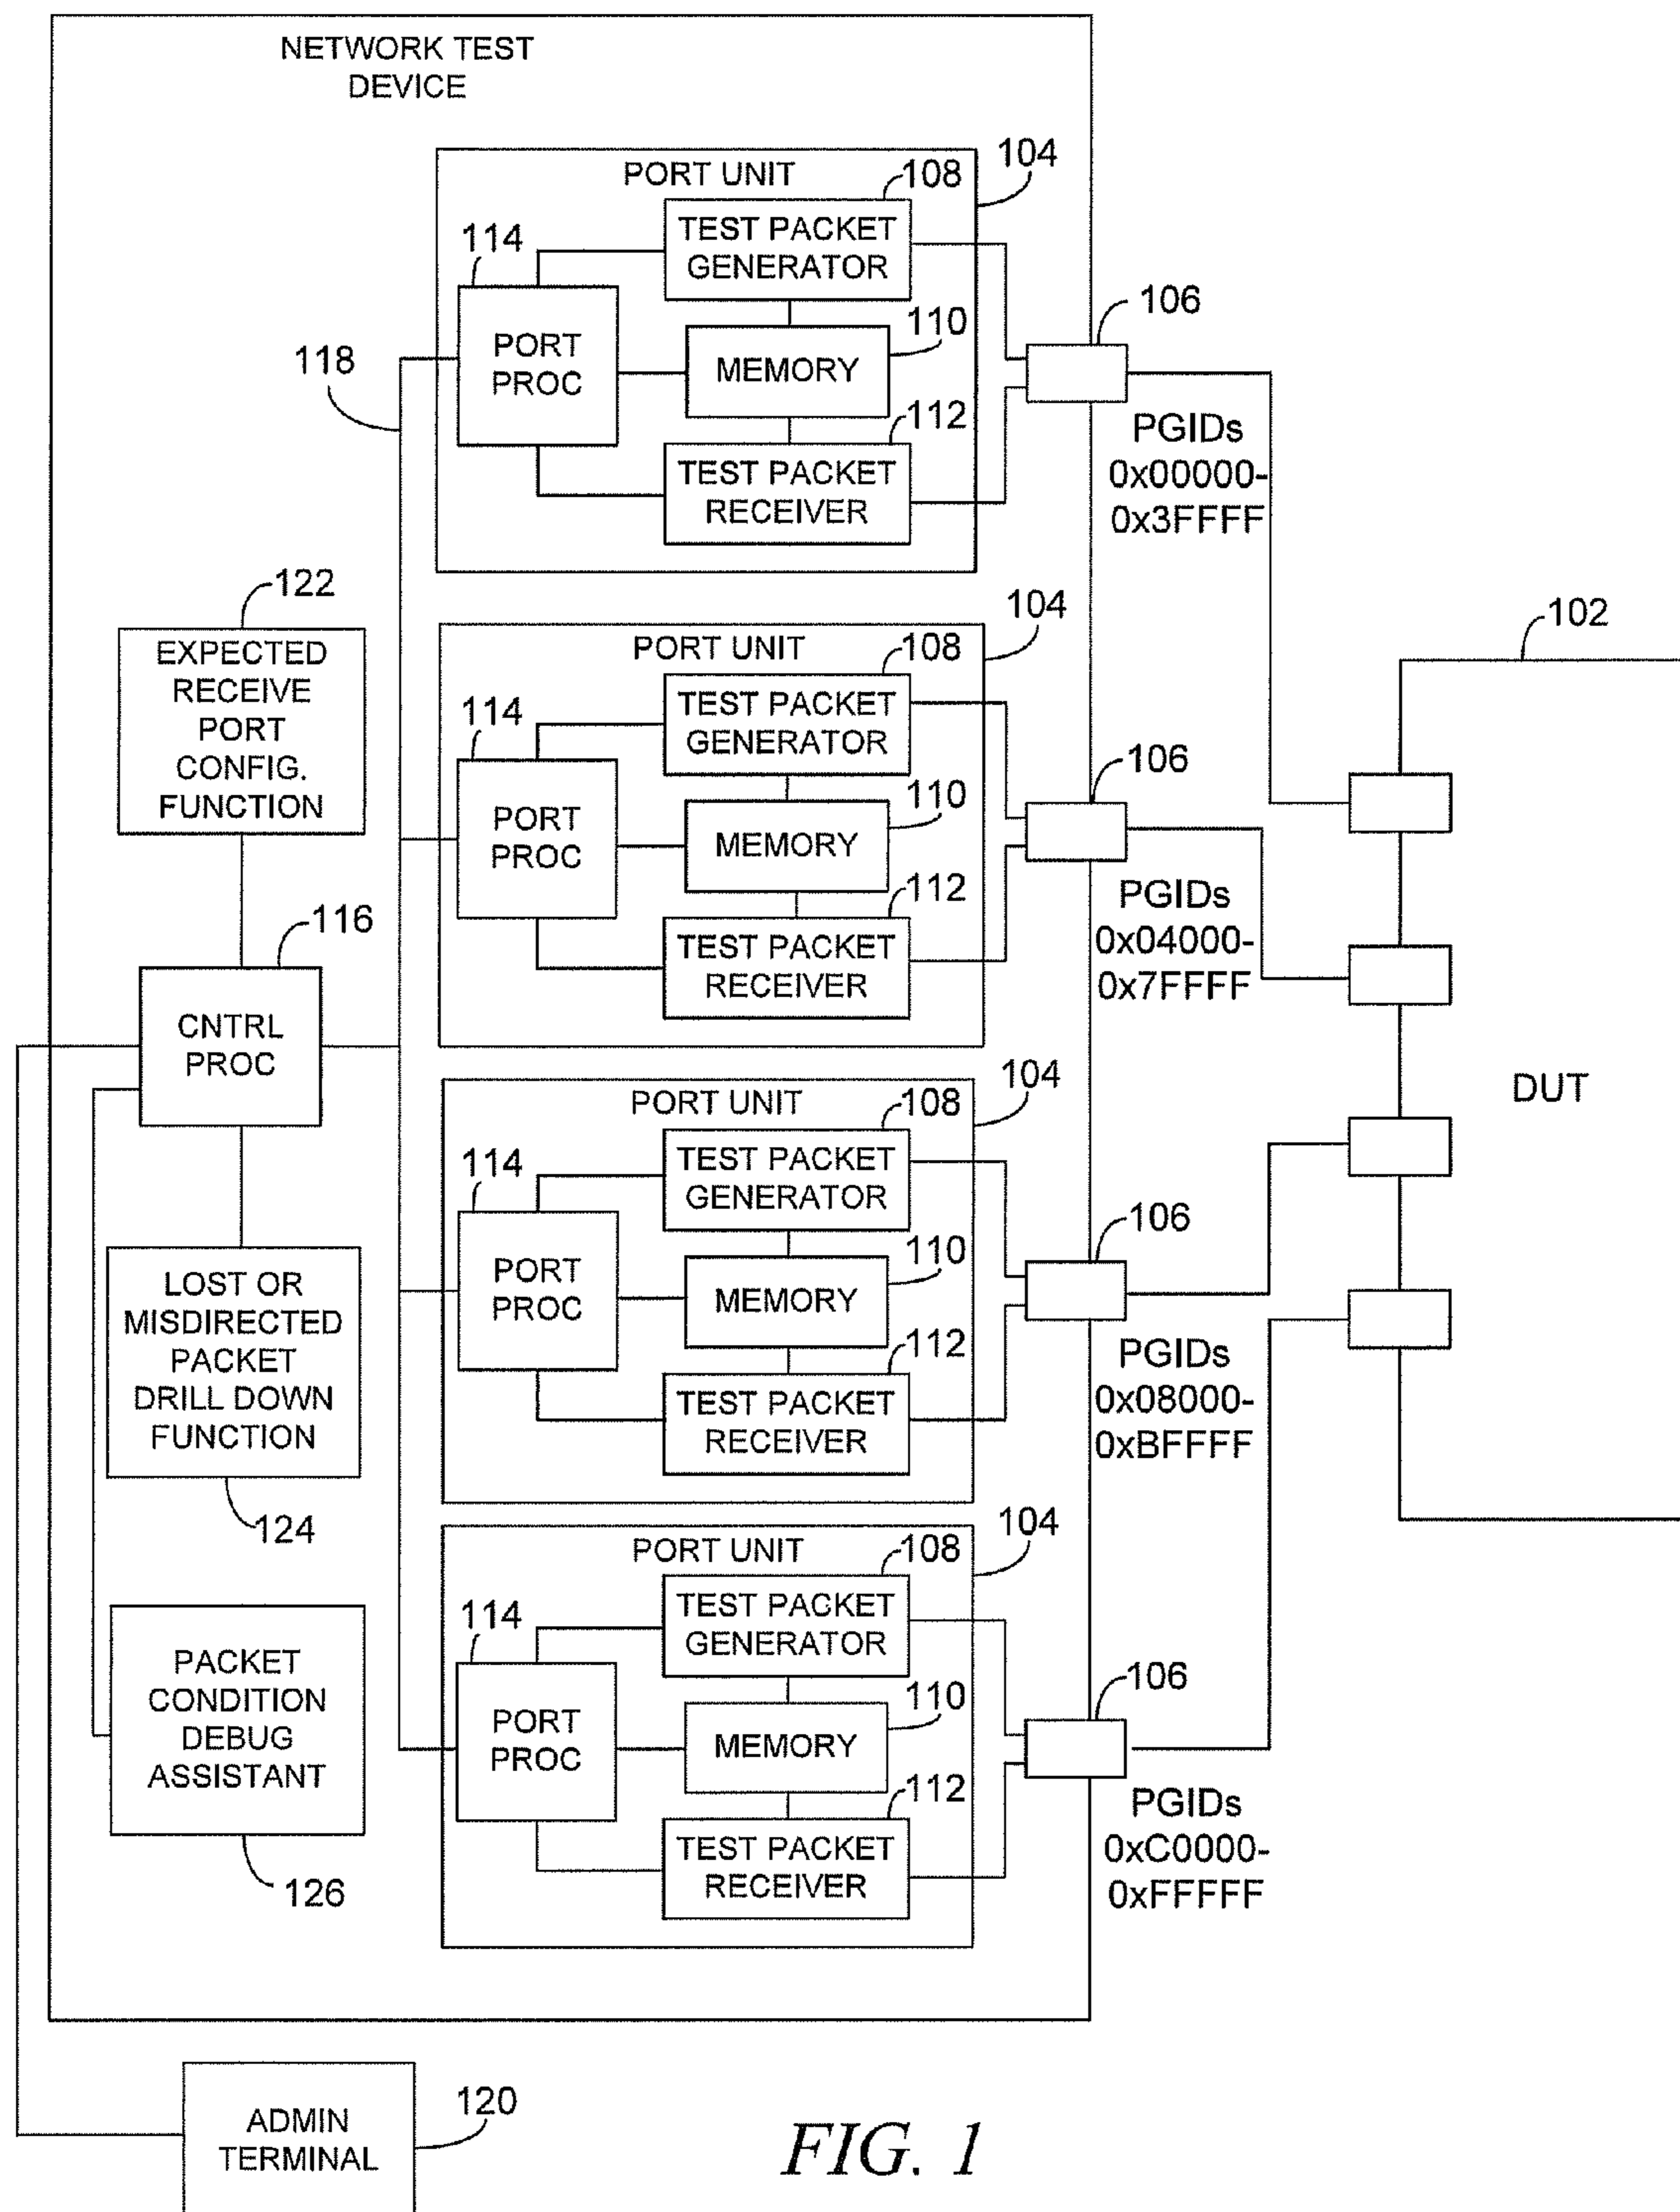 NETWORK TEST
DEVICE
104
PORT UNIT
108
TEST PACKET
GENERATOR
114
PORT
PROC
110
MEMORY
112
TEST PACKET
RECEIVER
106
PGIDs
0x00000-
0x3FFFF
118
122
EXPECTED
RECEIVE
PORT
CONFIG.
FUNCTION
104
PORT UNIT
108
TEST PACKET
GENERATOR
114
PORT
PROC
110
MEMORY
112
TEST PACKET
RECEIVER
106
PGIDs
0x04000-
0x7FFFF
102
DUT
116
CNTRL
PROC
104
PORT UNIT
108
TEST PACKET
GENERATOR
114
PORT
PROC
110
MEMORY
112
TEST PACKET
RECEIVER
106
PGIDs
0x08000-
0xBFFFF
LOST OR
MISDIRECTED
PACKET
DRILL DOWN
FUNCTION
124
104
PORT UNIT
108
TEST PACKET
GENERATOR
114
PORT
PROC
110
MEMORY
112
TEST PACKET
RECEIVER
106
PGIDs
0xC0000-
0xFFFFF
PACKET
CONDITION
DEBUG
ASSISTANT
126
ADMIN
TERMINAL
120
FIG. 1